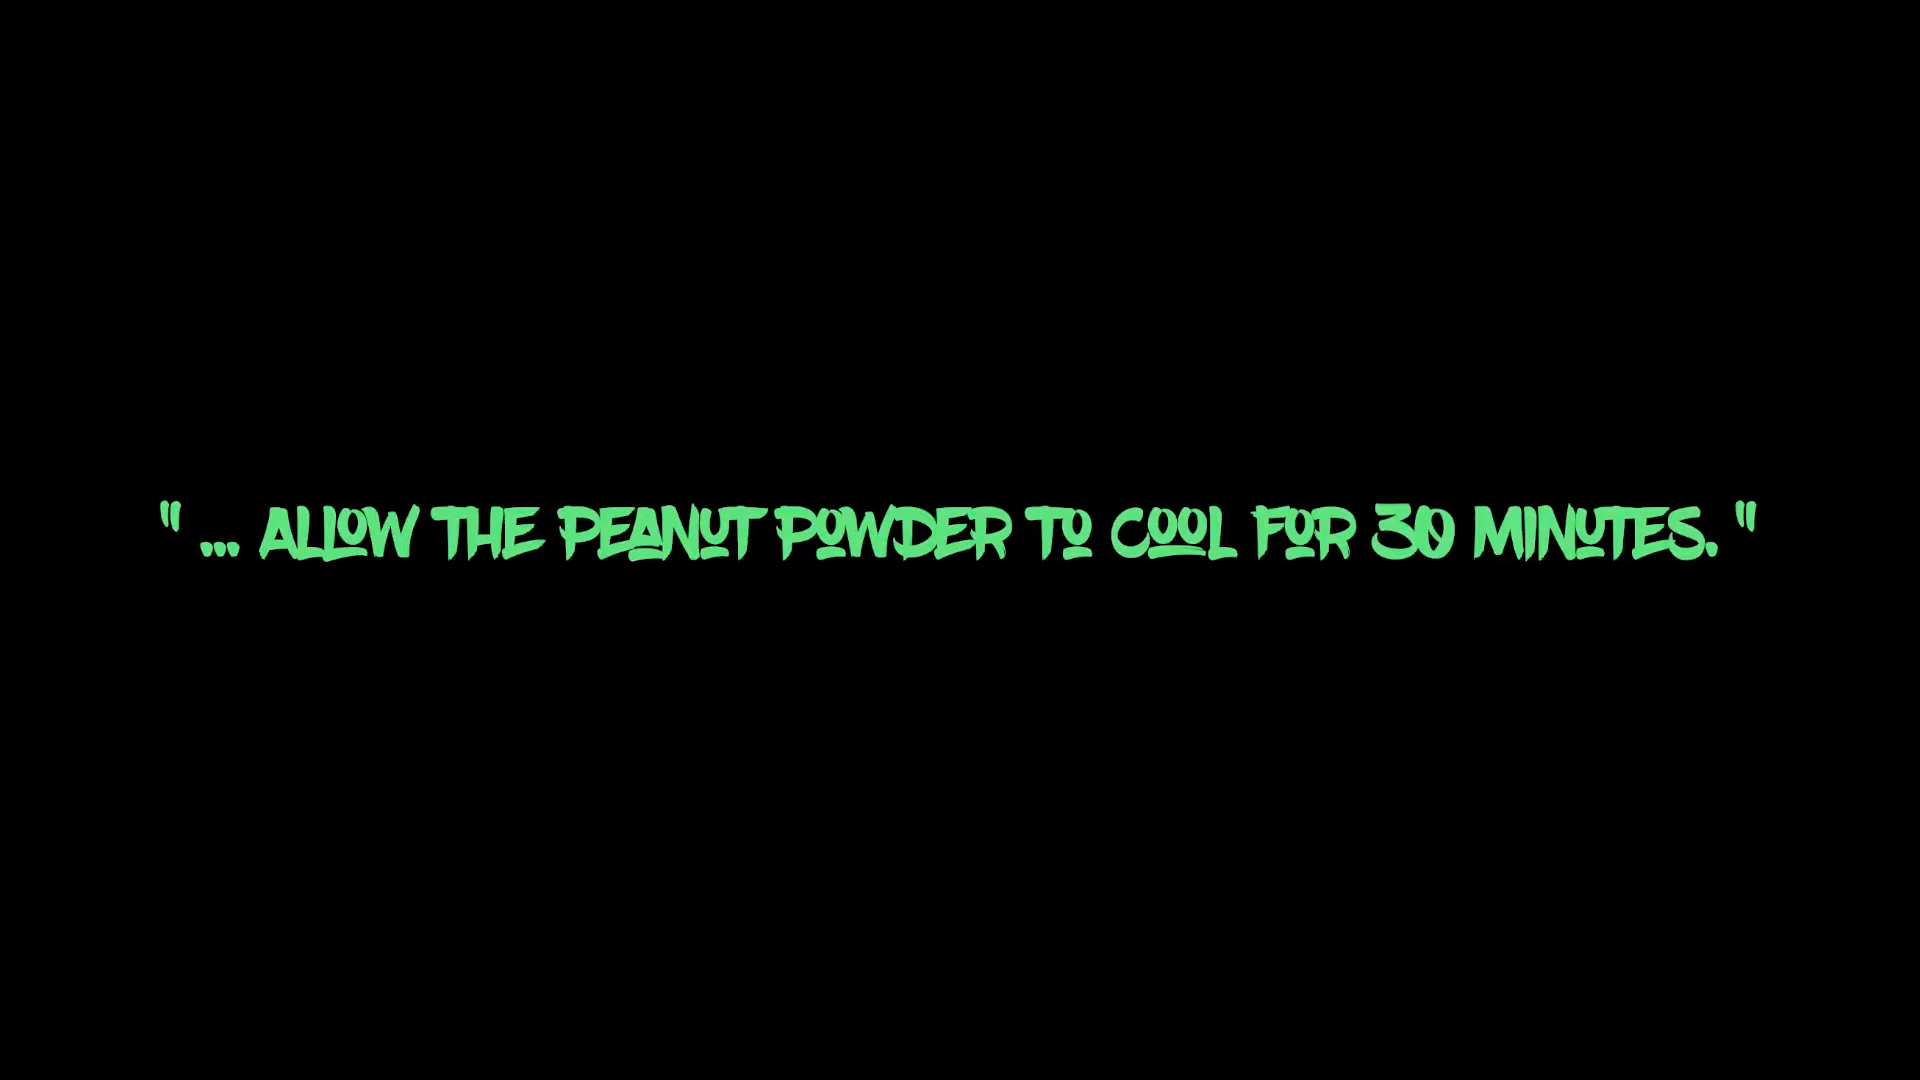 " ... ALLOW THE PEANUT POWDER TO COOL FOR 30 MINUTES. "